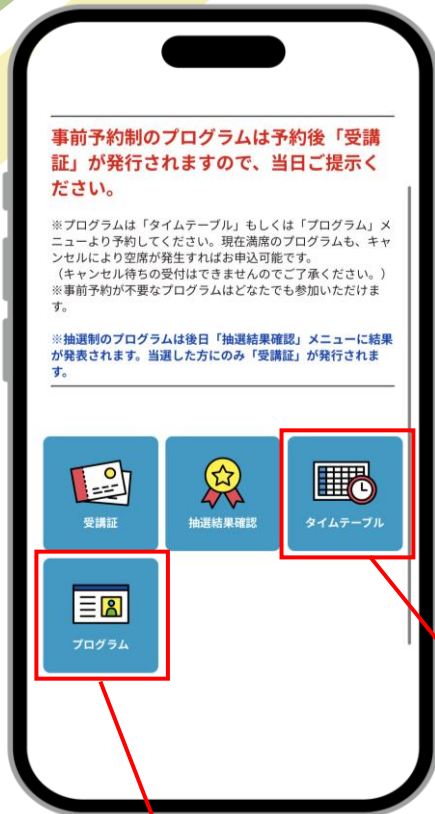 事前予約制のプログラムは予約後「受講
証」が発行されますので、当日ご提示く
ださい。
※プログラムは「タイムテーブル」もしくは「プログラム」メ
ニューより予約してください。現在満席のプログラムも、キャ
ンセルにより空席が発生すればお申込可能です。
（キャンセル待ちの受付はできませんのでご了承ください。）
※事前予約が不要なプログラムはどなたでも参加いただけま
す。
※抽選制のプログラムは後日「抽選結果確認」メニューに結果
が発表されます。当選した方にのみ「受講証」が発行されま
す。
受講証
抽選結果確認
タイムテーブル
プログラム